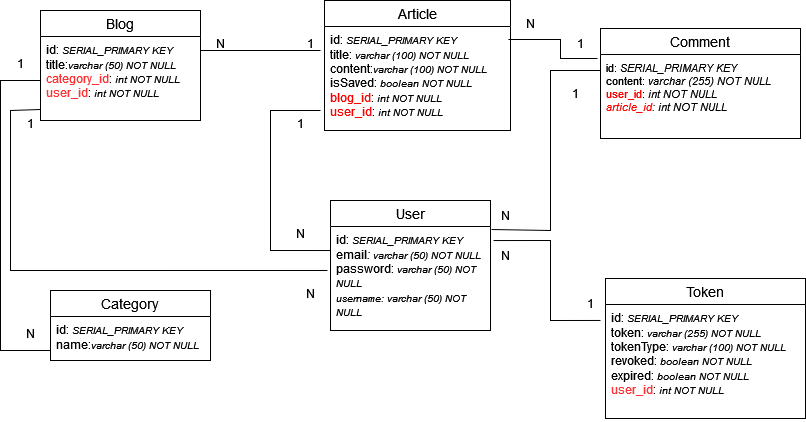 Blog
id: SERIAL_PRIMARY KEY
title:varchar (50) NOT NULL
category_id: int NOT NULL
user_id: int NOT NULL
Article
id: SERIAL_PRIMARY KEY
title: varchar (100) NOT NULL
content:varchar (100) NOT NULL
isSaved: boolean NOT NULL
blog_id: int NOT NULL
user_id: int NOT NULL
Comment
id: SERIAL_PRIMARY KEY
content: varchar (255) NOT NULL
user_id: int NOT NULL
article_id: int NOT NULL
N
1
N
1
1
1
1
1
User
id: SERIAL_PRIMARY KEY
email: varchar (50) NOT NULL
password: varchar (50) NOT
NULL
username: varchar (50) NOT
NULL
N
N
N
N
N
1
Category
id: SERIAL_PRIMARY KEY
name:varchar (50) NOT NULL
Token
id: SERIAL_PRIMARY KEY
token: varchar (255) NOT NULL
tokenType: varchar (100) NOT NULL
revoked: boolean NOT NULL
expired: boolean NOT NULL
user_id: int NOT NULL